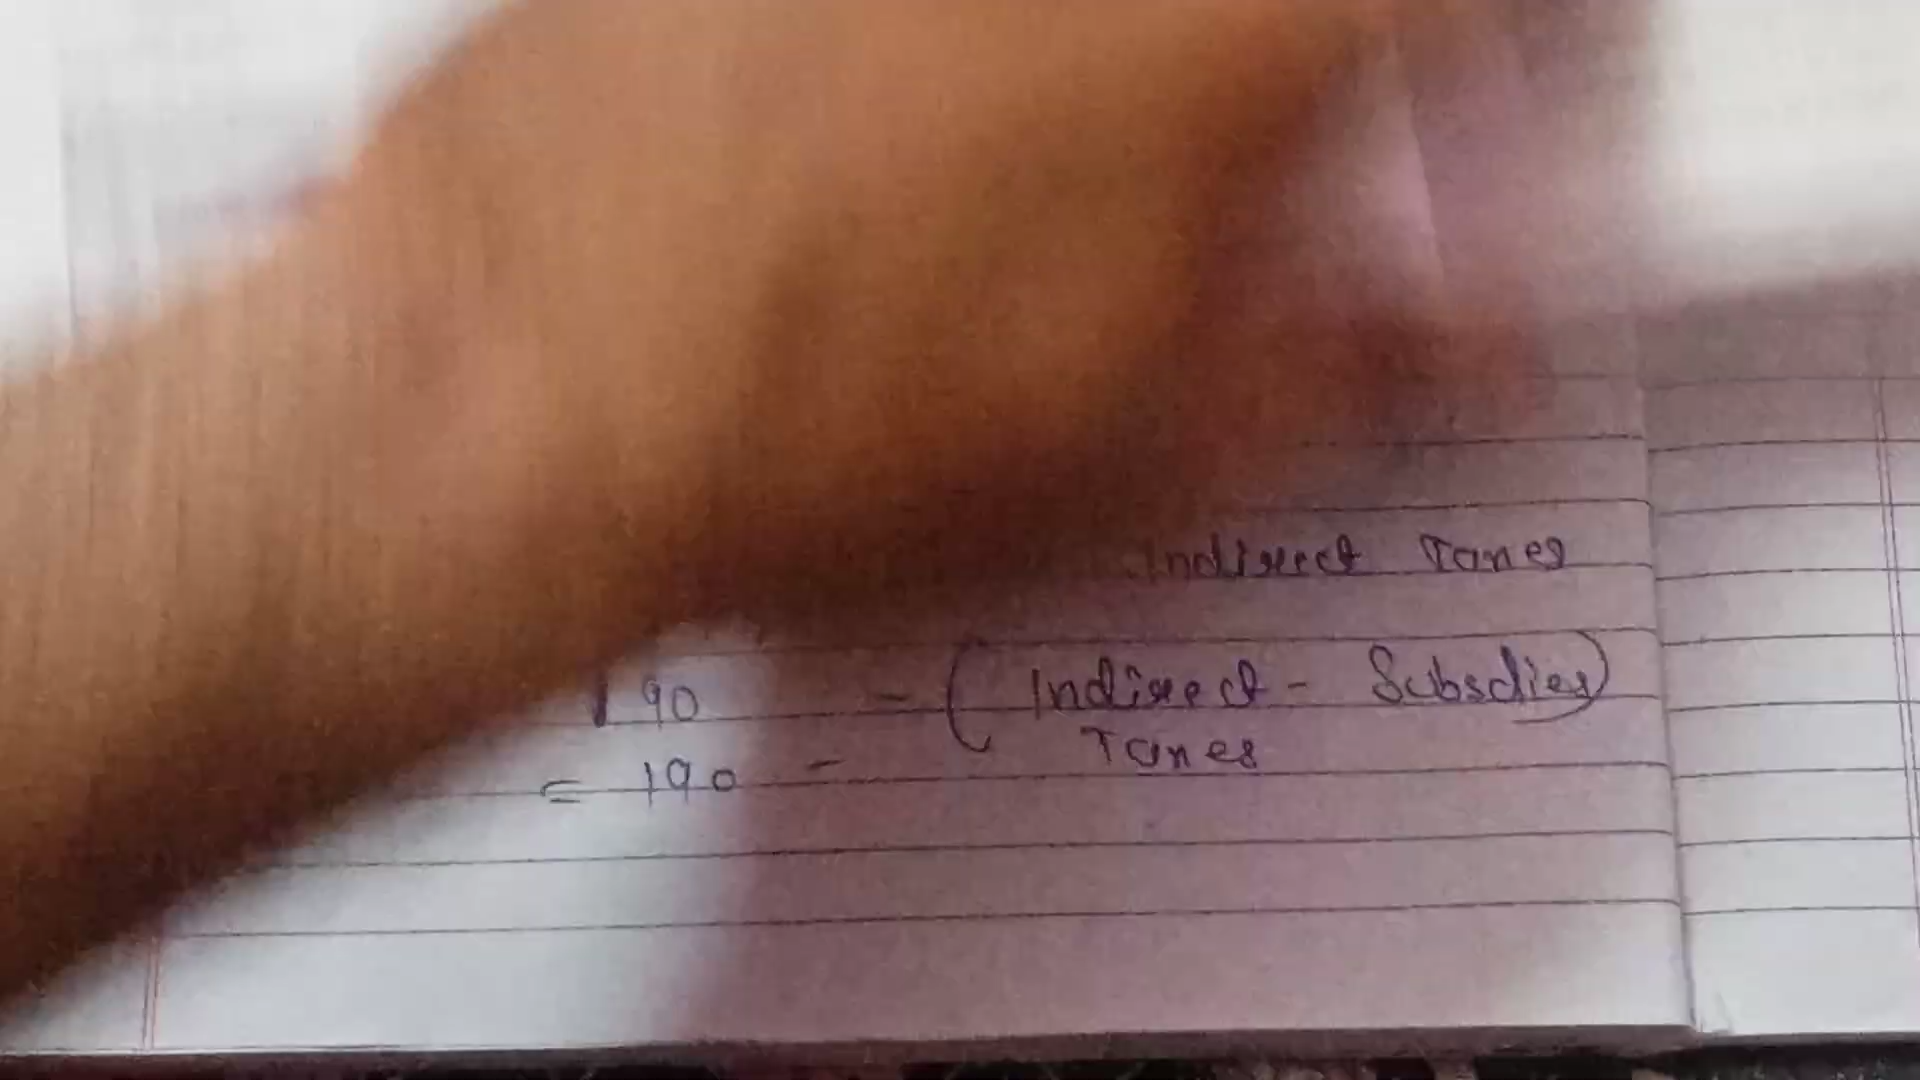 Indirect Taxes
190 - (Indirect - Subsdies)
Taxes
= 190 -